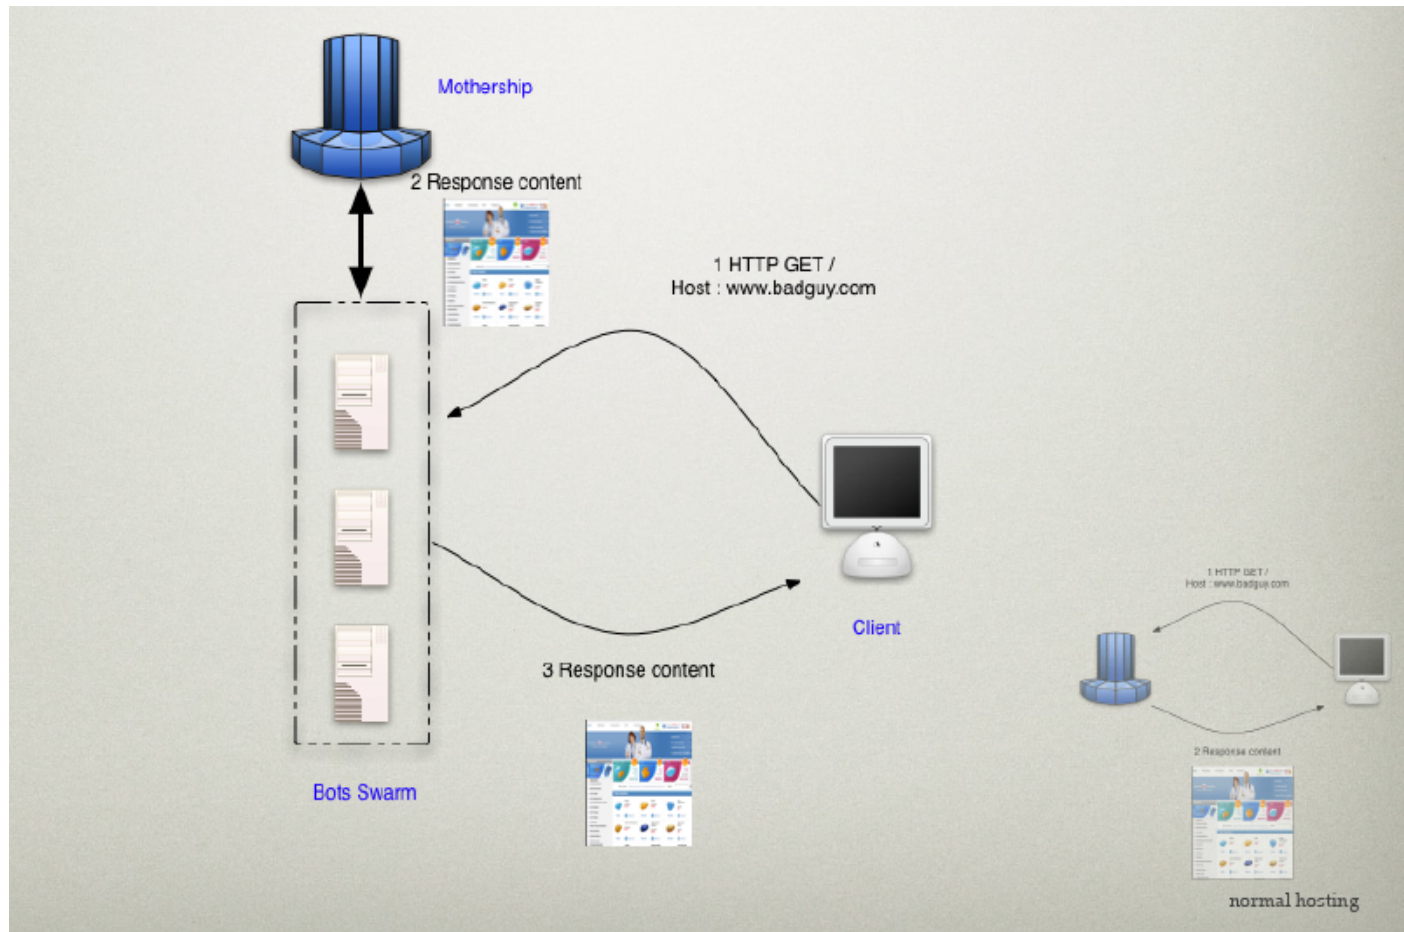 Mothership
2 Response content
1 HTTP GET /
Host : www.badguy.com
Client
3 Response content
Bots Swarm
1 HTTP GET /
Host : www.badguy.com
2 Response content
normal hosting